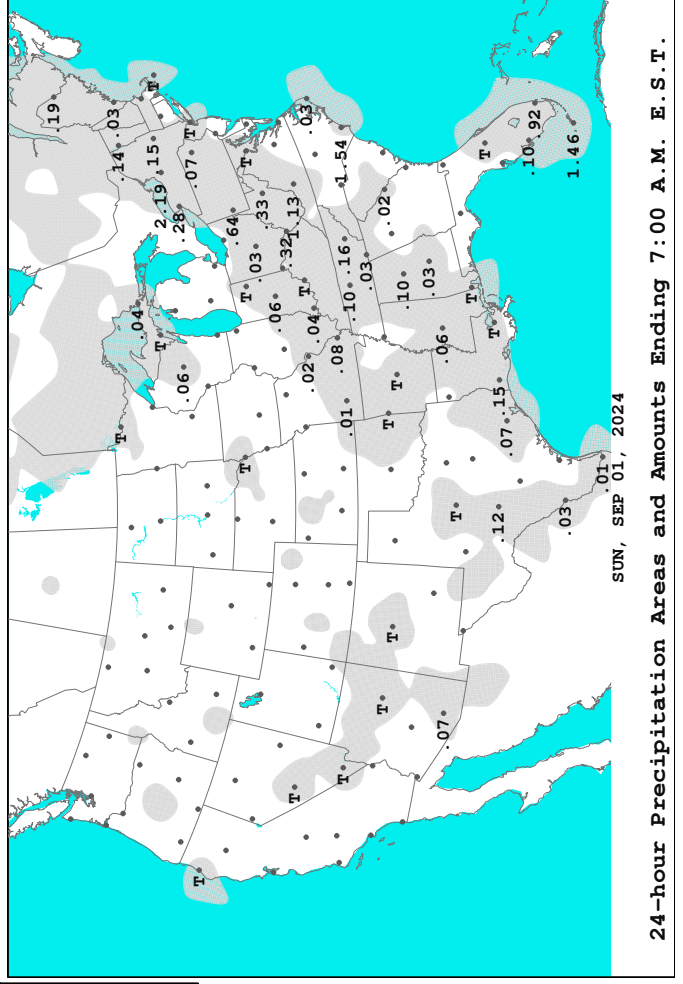 .19
.03
.14
T
.04
T
.15
T
2.19
.28
.06
T
.07
T
.64
T
T
T
.03
.33
.06
.32
1.13
T
T
.03
.02
.04
.08
1.54
T
.16
.01
.10
.03
T
.02
T
T
T
.10
.03
.06
.07
T
T
T
T
.12
.15
.07
.10
.92
.03
1.46
.01
SUN, SEP 01, 2024
24-hour Precipitation Areas and Amounts Ending 7:00 A.M. E.S.T.